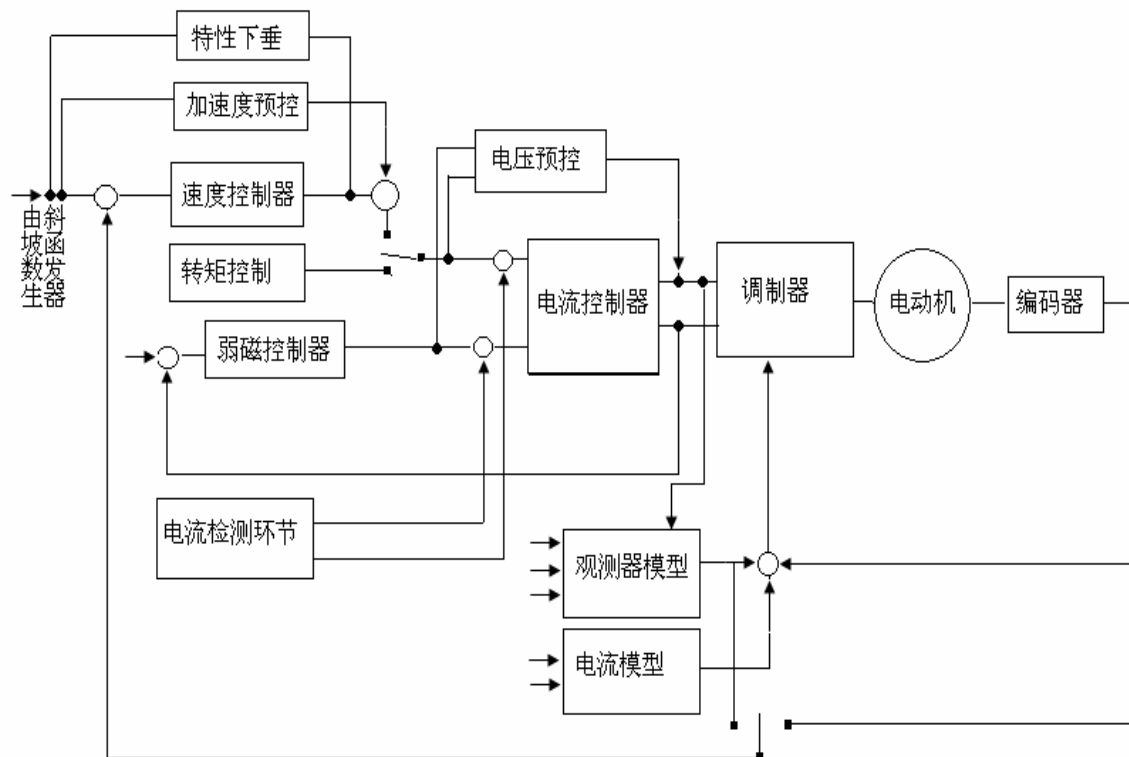 特性下垂
加速度预控
电压预控
速度控制器
由斜
坡函
数发
生器
转矩控制
电流控制器
调制器
电动机
编码器
弱磁控制器
电流检测环节
观测器模型
电流模型